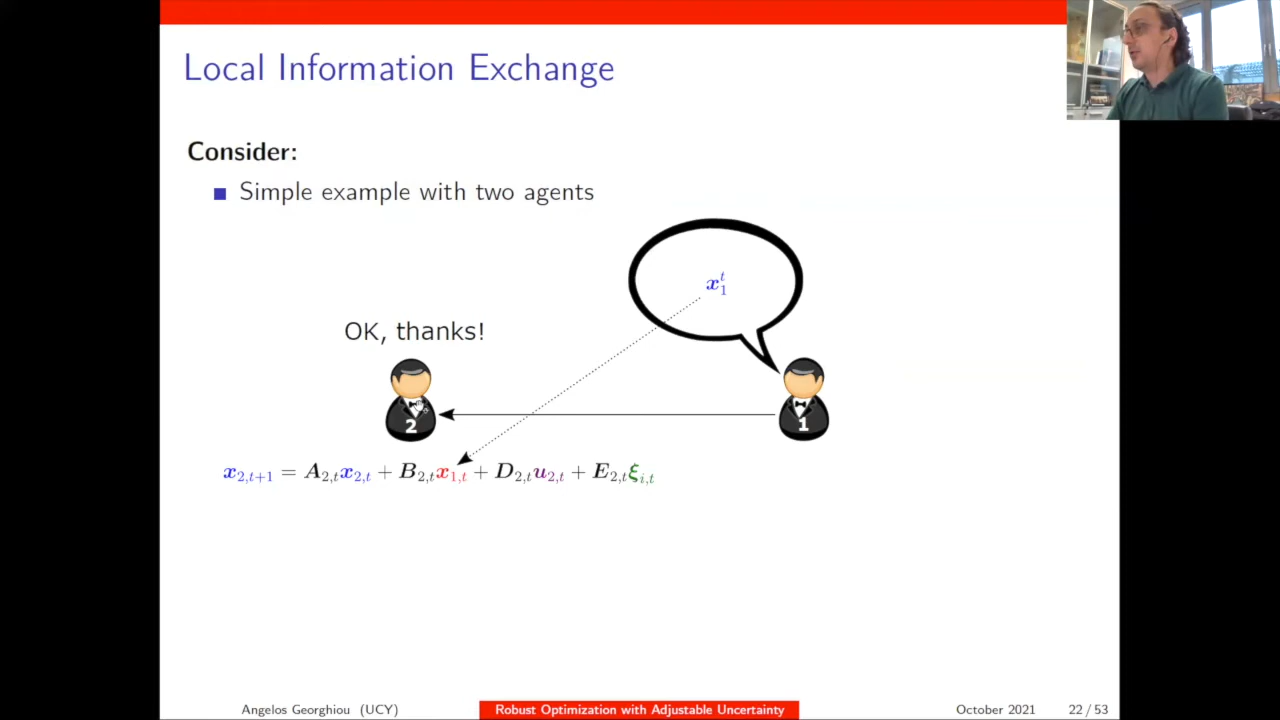 Local Information Exchange
Consider:
Simple example with two agents
x_1^t
OK, thanks!
2
1
x_{2,t+1} = A_{2,t}x_{2,t} + B_{2,t}x_{1,t} + D_{2,t}u_{2,t} + E_{2,t}ξ_{i,t}
Angelos Georghiou (UCY) Robust Optimization with Adjustable Uncertainty October 2021 22 / 53